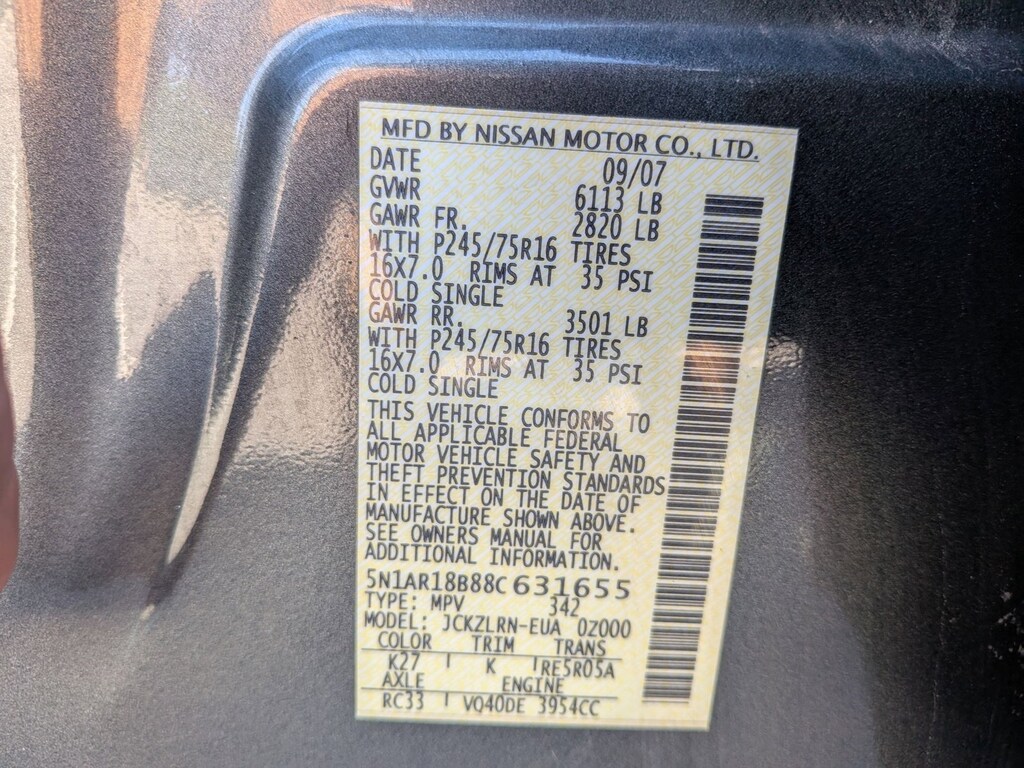 MFD BY NISSAN MOTOR CO., LTD.
DATE 09/07
GVWR 6113 LB
GAWR FR. 2820 LB
WITH P245/75R16 TIRES
16X7.0 RIMS AT 35 PSI
COLD SINGLE
GAWR RR. 3501 LB
WITH P245/75R16 TIRES
16X7.0 RIMS AT 35 PSI
COLD SINGLE
THIS VEHICLE CONFORMS TO
ALL APPLICABLE FEDERAL
MOTOR VEHICLE SAFETY AND
THEFT PREVENTION STANDARDS
IN EFFECT ON THE DATE OF
MANUFACTURE SHOWN ABOVE.
SEE OWNERS MANUAL FOR
ADDITIONAL INFORMATION.
5N1AR18B88C631655
TYPE: MPV 342
MODEL: JCKZLRN-EUA 0Z000
COLOR TRIM TRANS
K27 K RE5R05A
AXLE ENGINE
RC33 VQ40DE 3954CC